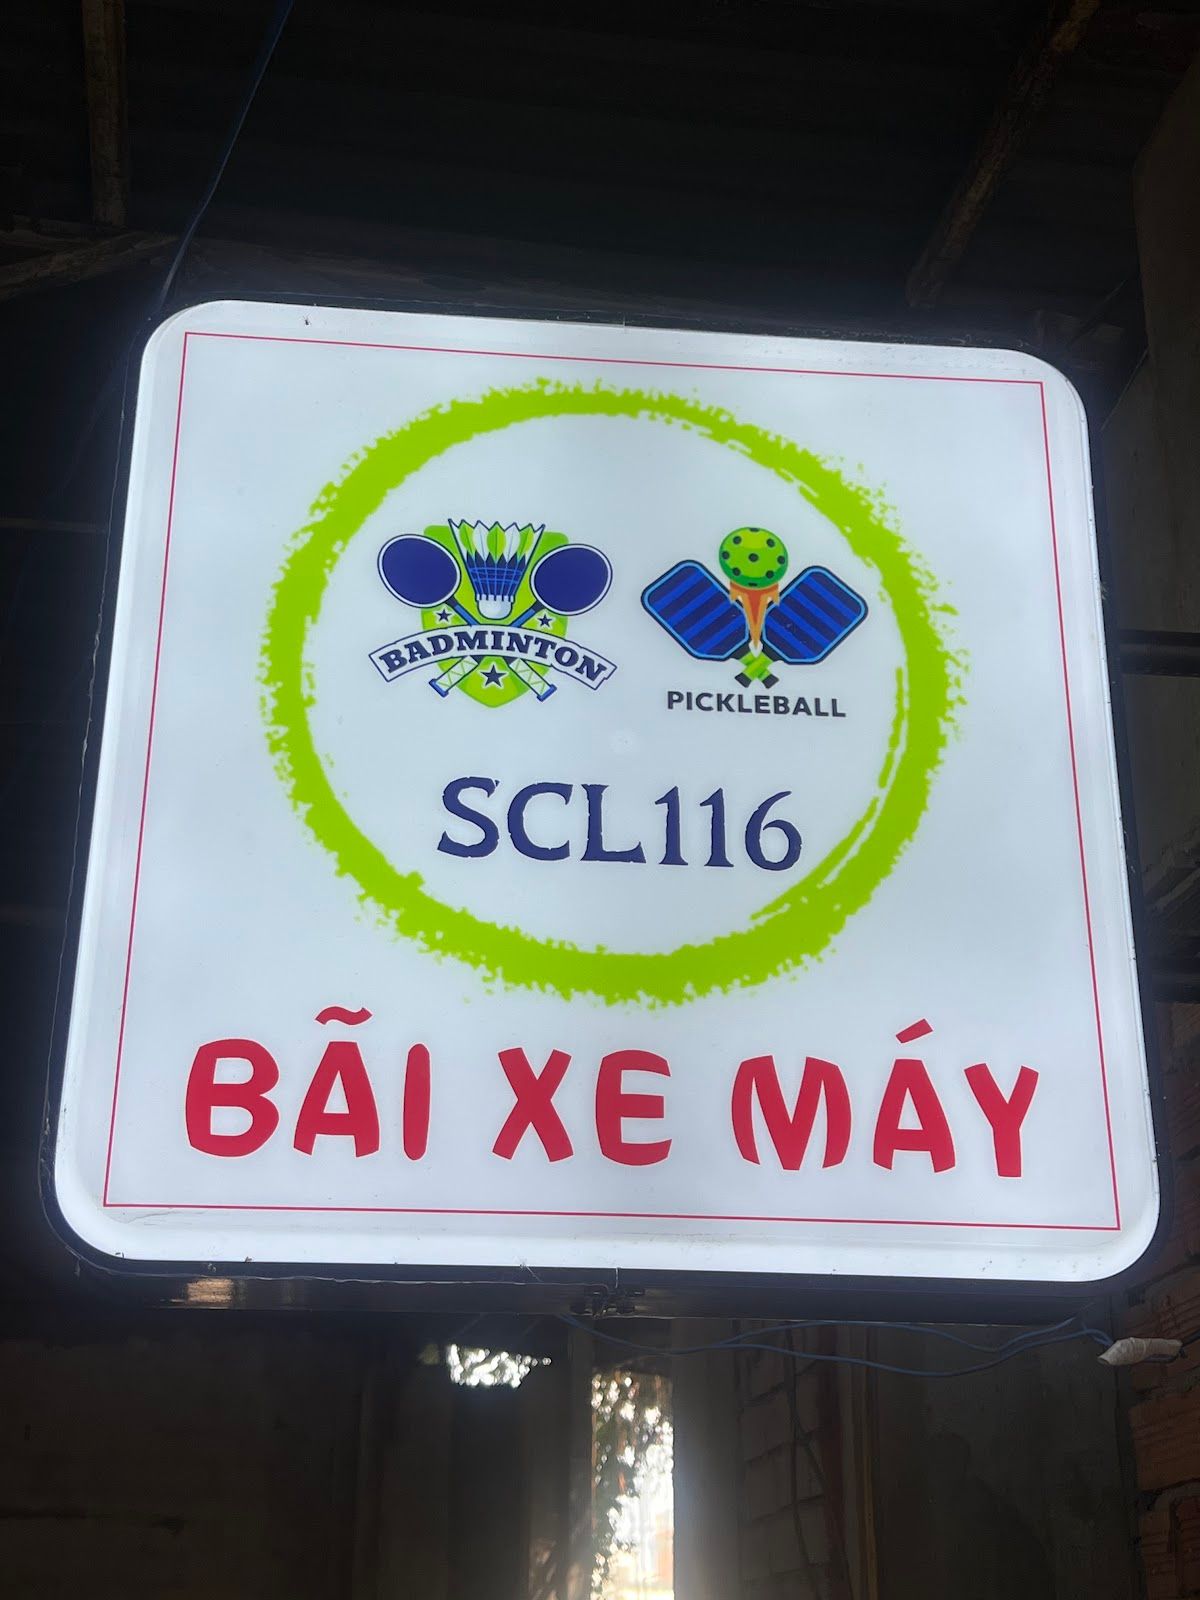 BADMINTON
PICKLEBALL
SCL116
BÃI XE MÁY